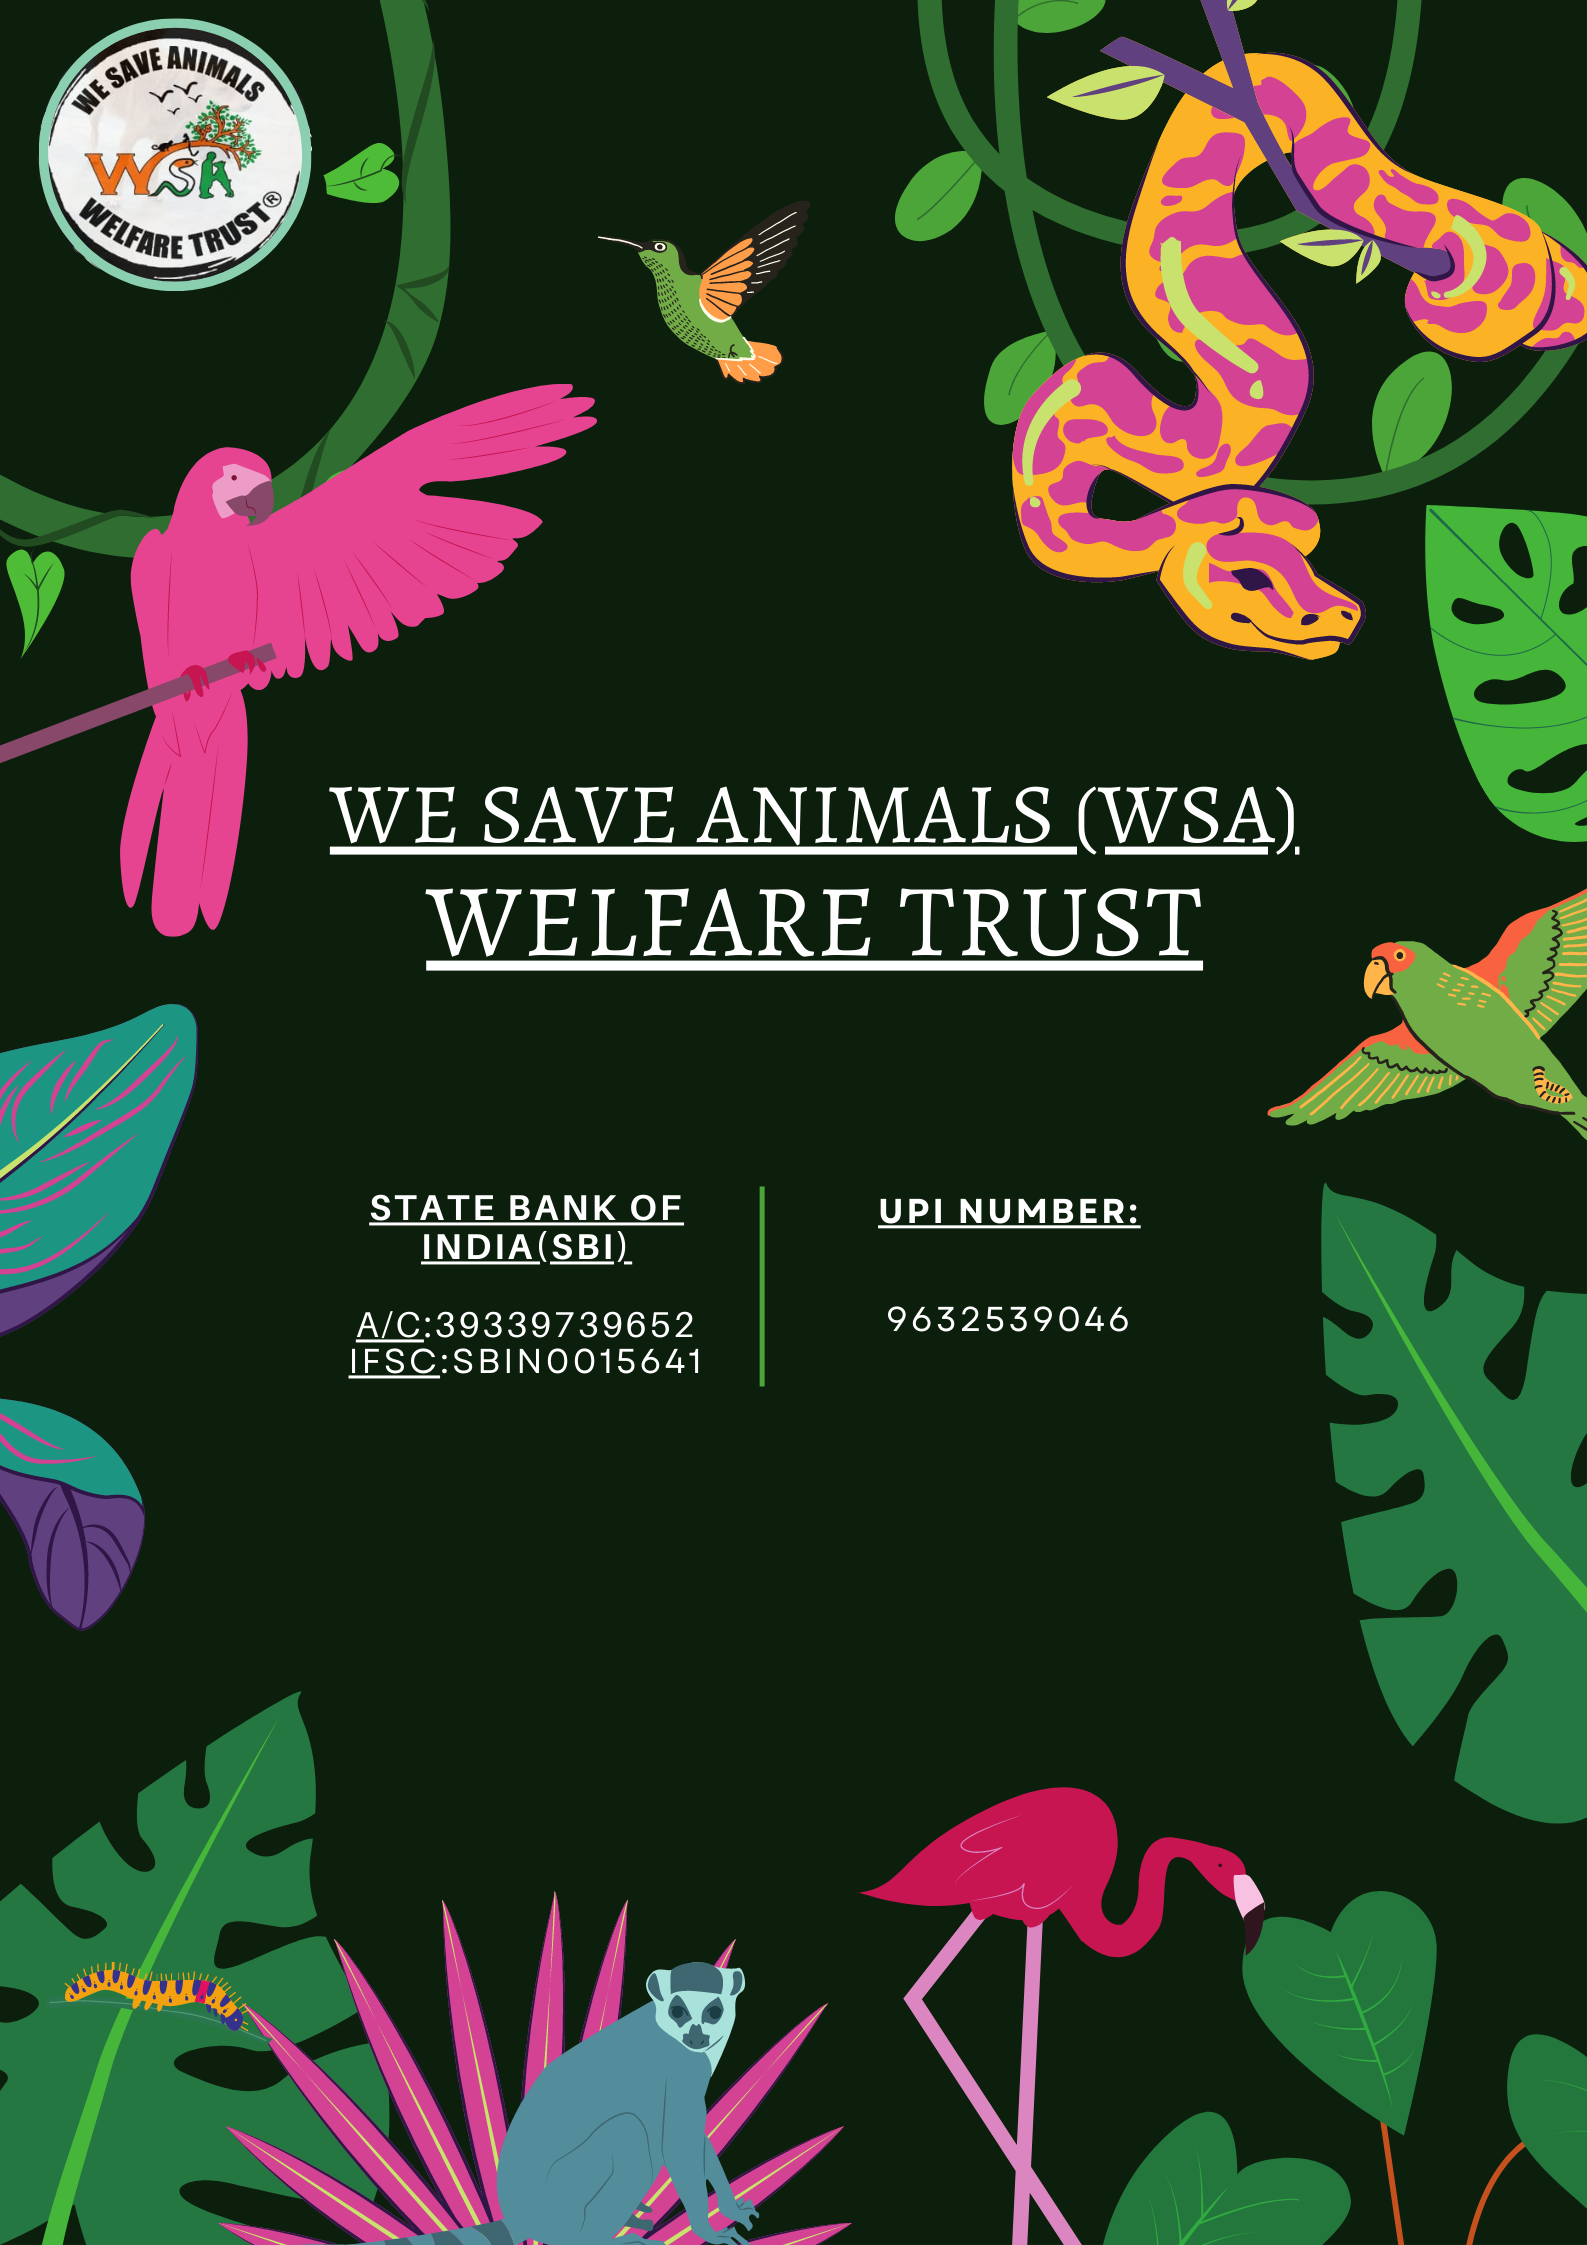 WE SAVE ANIMALS
WSA
WELFARE TRUST®
WE SAVE ANIMALS (WSA)
WELFARE TRUST
STATE BANK OF
INDIA(SBI)
A/C:39339739652
IFSC:SBIN0015641
UPI NUMBER:
9632539046